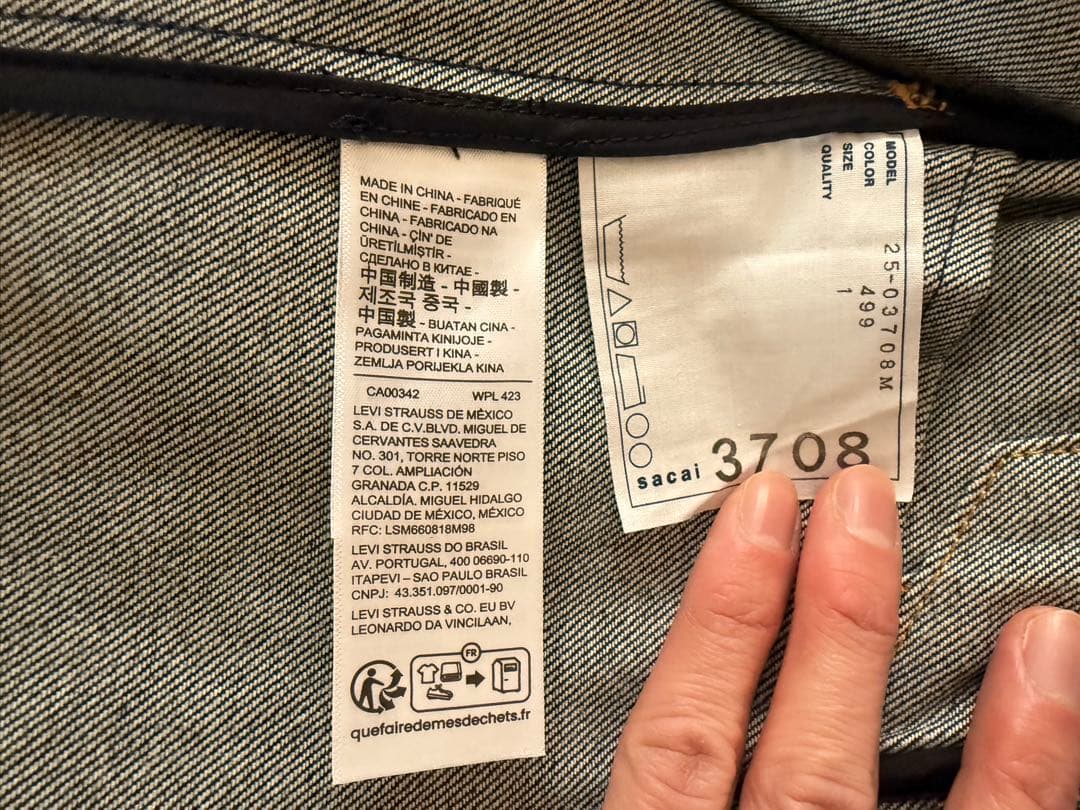 MADE IN CHINA - FABRIQUÉ
EN CHINE - FABRICADO EN
CHINA - FABRICADO NA
CHINA - ÇİN' DE
ÜRETİLMİŞTİR -
СДЕЛАНО В КИТАЕ -
中国制造 - 中國製 -
제조국 중국 -
中国製 - BUATAN CINA -
PAGAMINTA KINIJOJE -
PRODUSERT I KINA -
ZEMLJA PORIJEKLA KINA
CA00342 WPL 423
LEVI STRAUSS DE MÉXICO
S.A. DE C.V.BLVD. MIGUEL DE
CERVANTES SAAVEDRA
NO. 301, TORRE NORTE PISO
7 COL. AMPLIACIÓN
GRANADA C.P. 11529
ALCALDÍA. MIGUEL HIDALGO
CIUDAD DE MÉXICO, MÉXICO
RFC: LSM660818M98
LEVI STRAUSS DO BRASIL
AV. PORTUGAL, 400 06690-110
ITAPEVI – SAO PAULO BRASIL
CNPJ: 43.351.097/0001-90
LEVI STRAUSS & CO. EU BV
LEONARDO DA VINCILAAN,
FR
quefairedemesdechets.fr
MODEL 25-03708M
COLOR 499
SIZE 1
QUALITY
sacai 3708